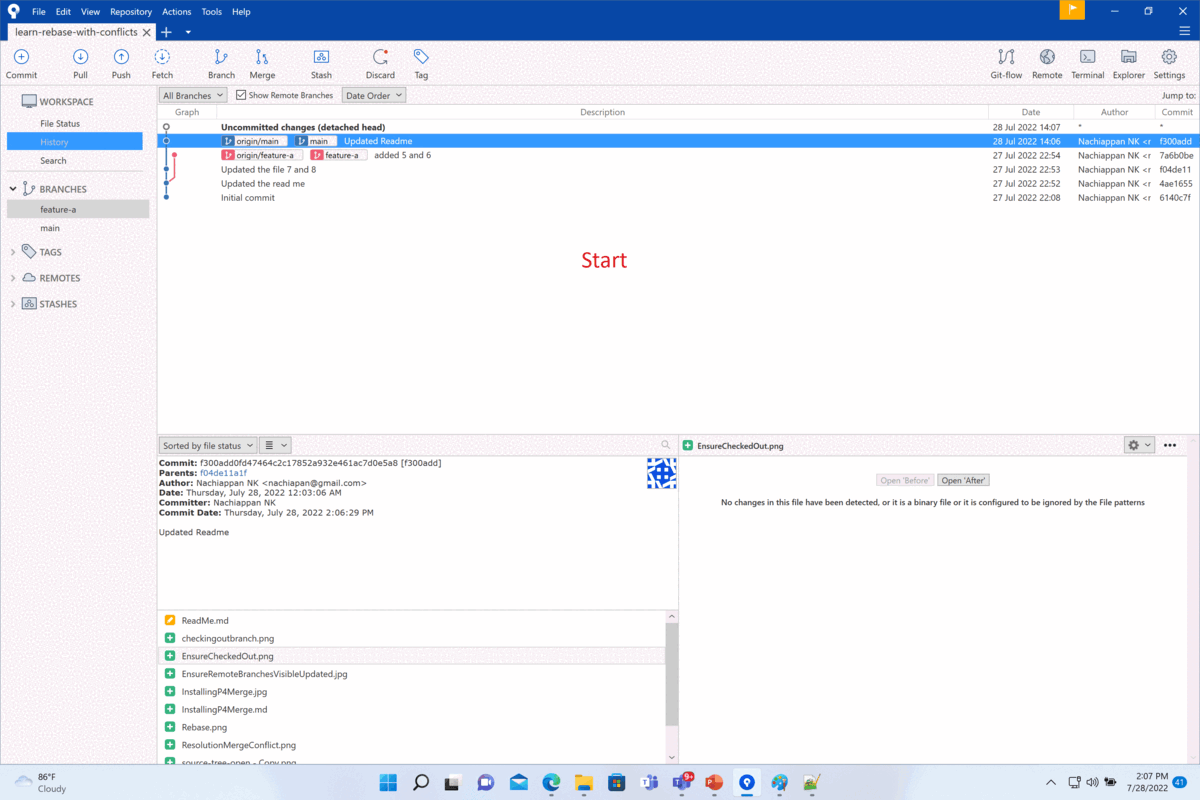 File Edit View Repository Actions Tools Help
learn-rebase-with-conflicts
Commit Pull Push Fetch Branch Merge Stash Discard Tag Git-flow Remote Terminal Explorer Settings
WORKSPACE
File Status
History
Search
BRANCHES
feature-a
main
TAGS
REMOTES
STASHES
All Branches Show Remote Branches Date Order Jump to:
Graph Description Date Author Commit
Uncommitted changes (detached head) 28 Jul 2022 14:07 * *
origin/main main Updated Readme 28 Jul 2022 14:06 Nachiappan NK <r f300add
origin/feature-a feature-a added 5 and 6 27 Jul 2022 22:54 Nachiappan NK <r 7a6b0be
Updated the file 7 and 8 27 Jul 2022 22:53 Nachiappan NK <r f04de11
Updated the read me 27 Jul 2022 22:52 Nachiappan NK <r 4ae1655
Initial commit 27 Jul 2022 22:08 Nachiappan NK <r 6140c7f
Start
Sorted by file status
Commit: f300add0fd47464c2c17852a932e461ac7d0e5a8 [f300add]
Parents: f04de11a1f
Author: Nachiappan NK <nachiapan@gmail.com>
Date: Thursday, July 28, 2022 12:03:06 AM
Committer: Nachiappan NK
Commit Date: Thursday, July 28, 2022 2:06:29 PM
Updated Readme
ReadMe.md
checkingoutbranch.png
EnsureCheckedOut.png
EnsureRemoteBranchesVisibleUpdated.jpg
InstallingP4Merge.jpg
InstallingP4Merge.md
Rebase.png
ResolutionMergeConflict.png
source-tree-open - Copy.png
EnsureCheckedOut.png
Open 'Before' Open 'After'
No changes in this file have been detected, or it is a binary file or it is configured to be ignored by the File patterns
86°F
Cloudy
9+
2:07 PM
7/28/2022
41